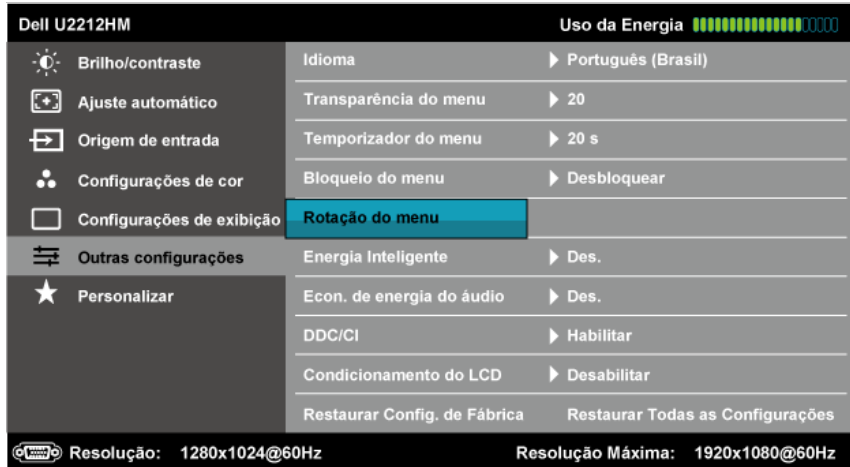 Dell U2212HM Uso da Energia
Brilho/contraste Idioma Português (Brasil)
Ajuste automático Transparência do menu 20
Origem de entrada Temporizador do menu 20 s
Configurações de cor Bloqueio do menu Desbloquear
Configurações de exibição Rotação do menu
Outras configurações Energia Inteligente Des.
Personalizar Econ. de energia do áudio Des.
DDC/CI Habilitar
Condicionamento do LCD Desabilitar
Restaurar Config. de Fábrica Restaurar Todas as Configurações
Resolução: 1280x1024@60Hz Resolução Máxima: 1920x1080@60Hz